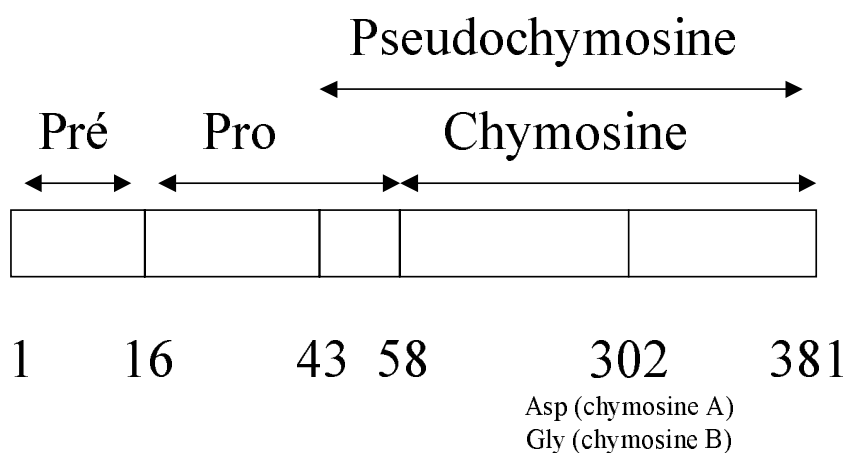 Pseudochymosine
Pré Pro Chymosine
1 16 43 58 302 381
Asp (chymosine A)
Gly (chymosine B)